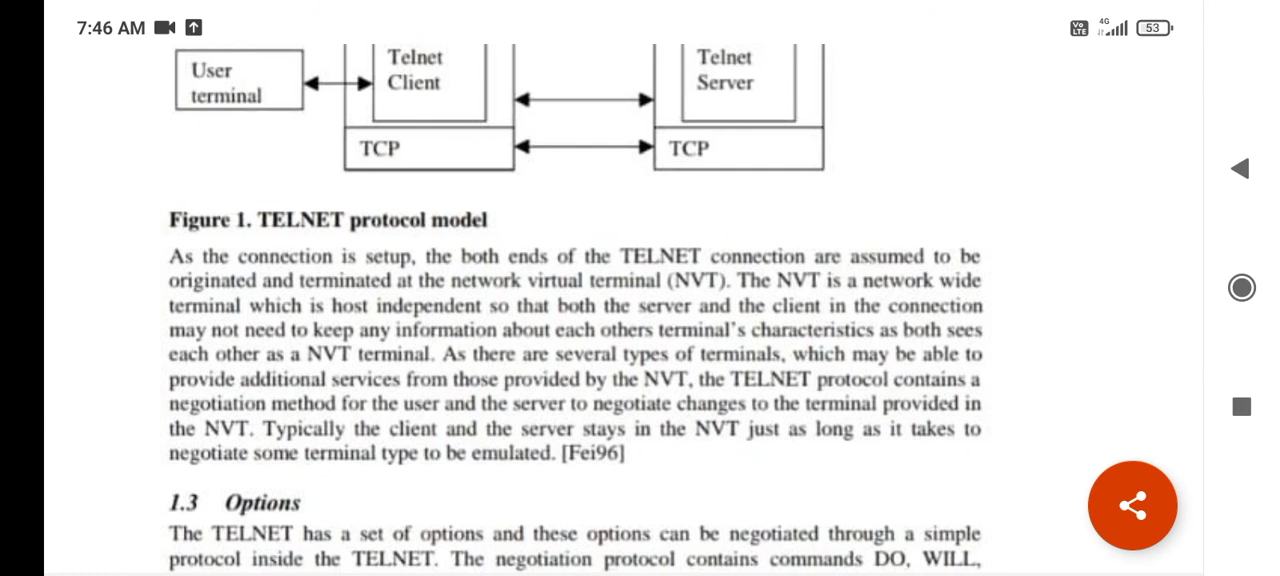 7:46 AM
Vo LTE 4G 53
User
terminal
Telnet
Client
TCP
Telnet
Server
TCP
Figure 1. TELNET protocol model
As the connection is setup, the both ends of the TELNET connection are assumed to be
originated and terminated at the network virtual terminal (NVT). The NVT is a network wide
terminal which is host independent so that both the server and the client in the connection
may not need to keep any information about each others terminal's characteristics as both sees
each other as a NVT terminal. As there are several types of terminals, which may be able to
provide additional services from those provided by the NVT, the TELNET protocol contains a
negotiation method for the user and the server to negotiate changes to the terminal provided in
the NVT. Typically the client and the server stays in the NVT just as long as it takes to
negotiate some terminal type to be emulated. [Fei96]
1.3 Options
The TELNET has a set of options and these options can be negotiated through a simple
protocol inside the TELNET. The negotiation protocol contains commands DO, WILL,